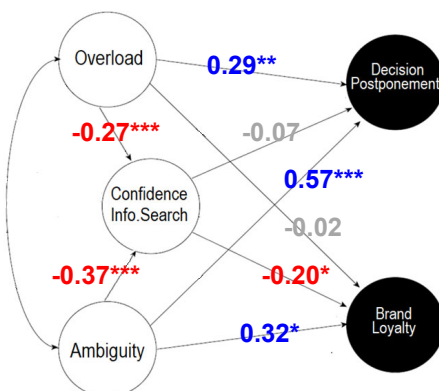 Overload
0.29**
Decision
Postponement
-0.27***
-0.07
Confidence
Info.Search
0.57***
-0.02
-0.37***
-0.20*
Ambiguity
0.32*
Brand
Loyalty